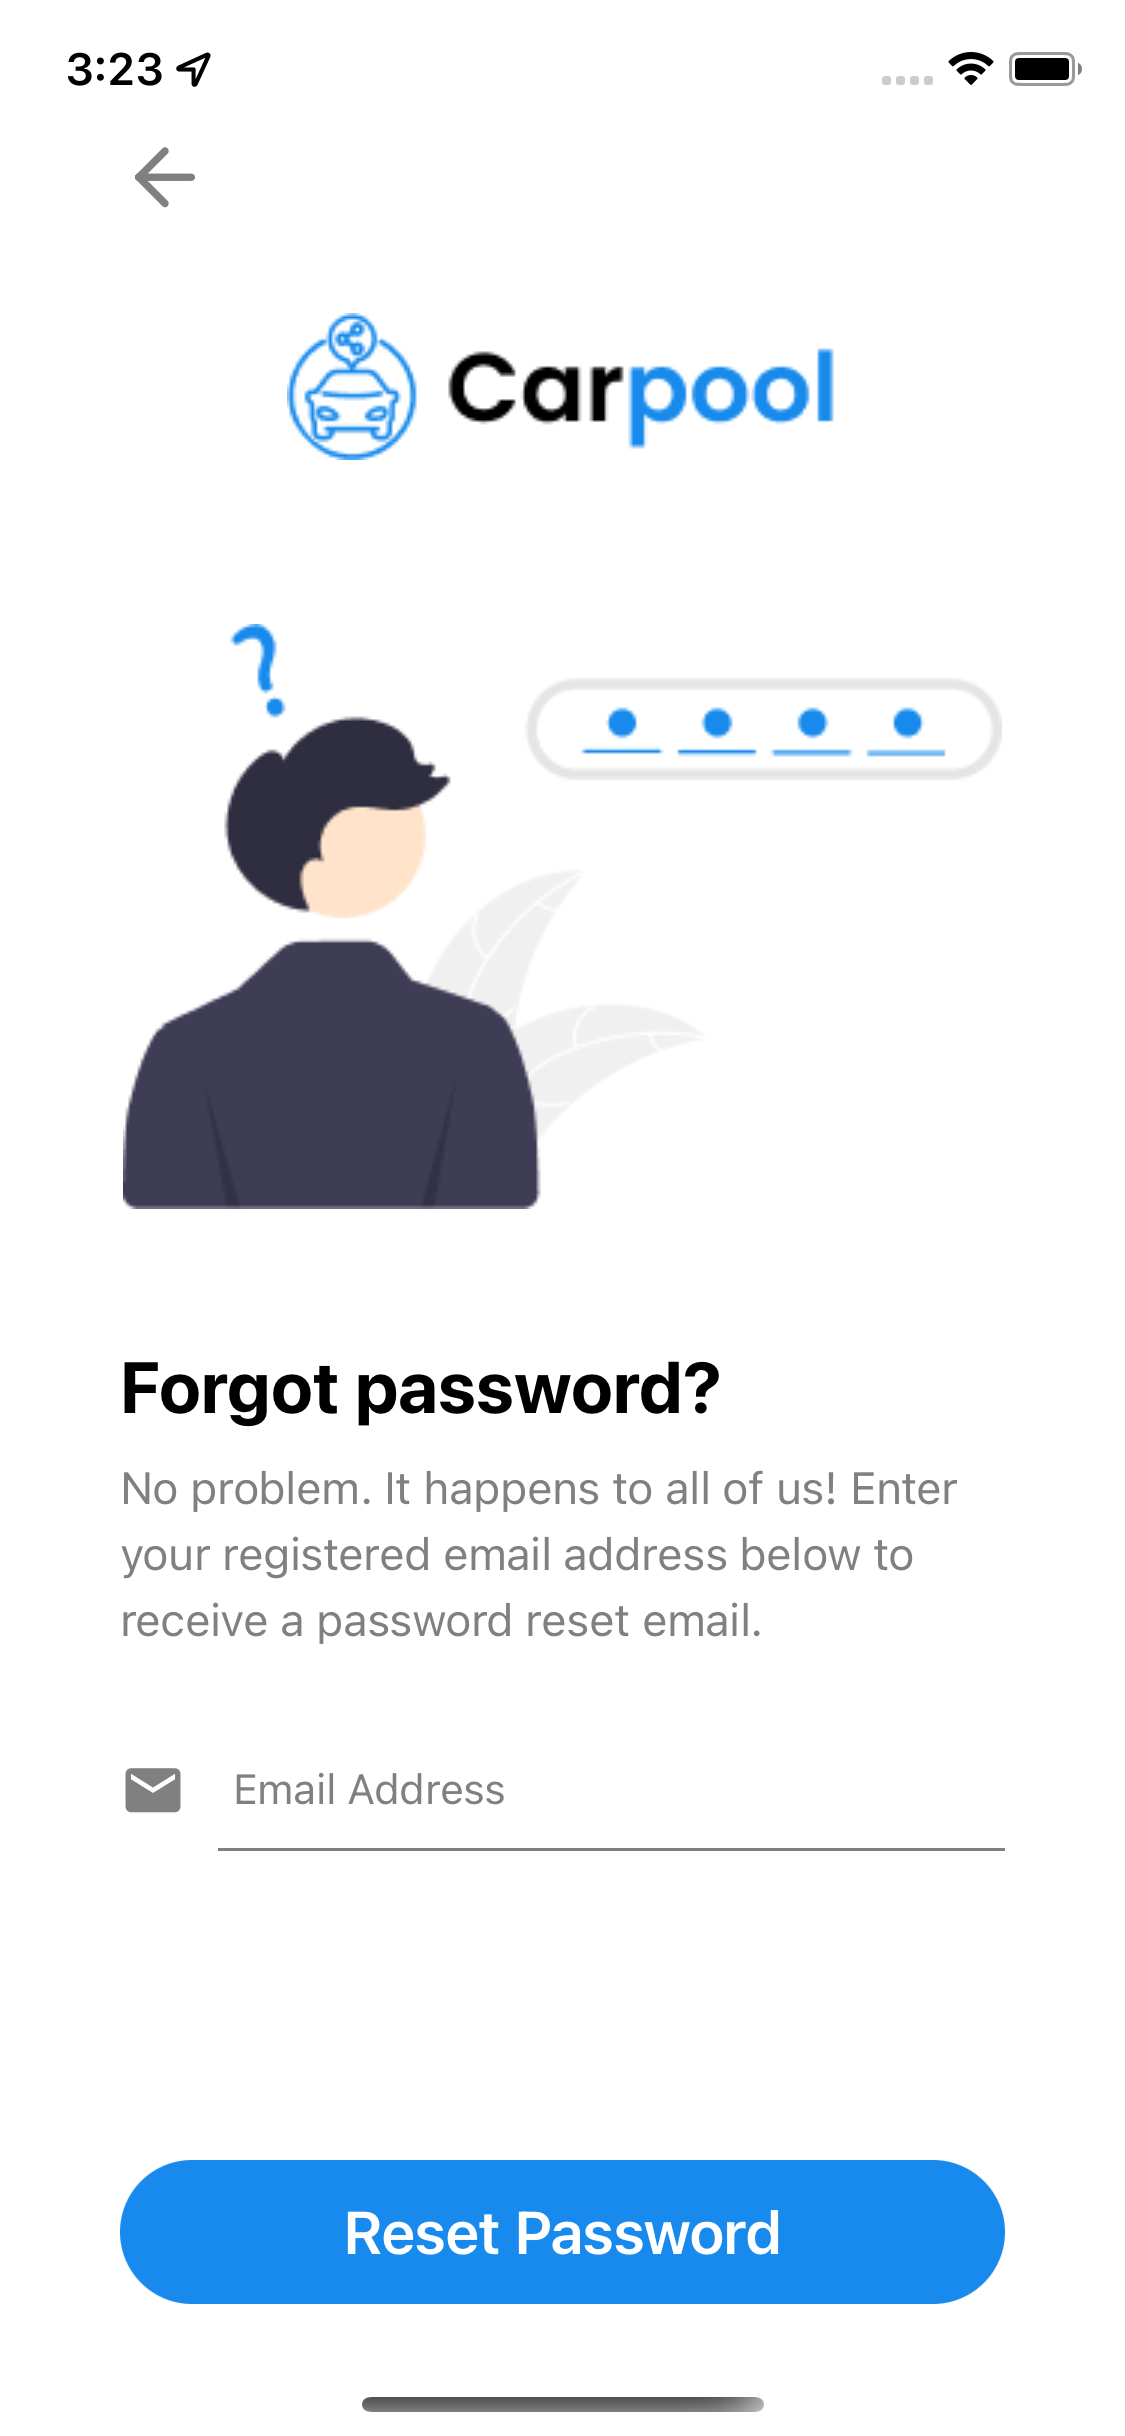 3:23
Carpool
?
Forgot password?
No problem. It happens to all of us! Enter
your registered email address below to
receive a password reset email.
Email Address
Reset Password